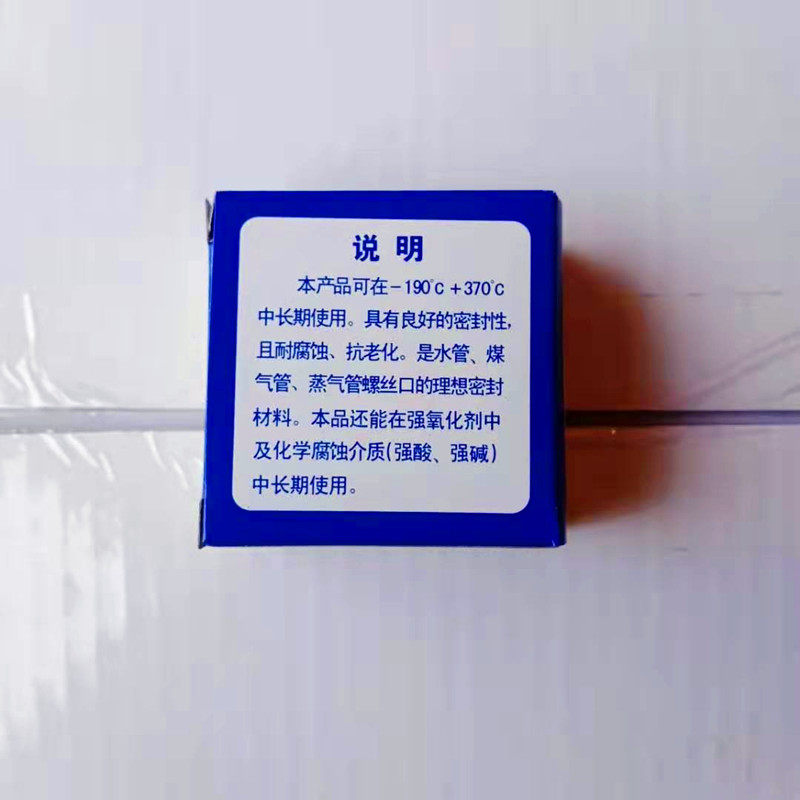 说明
本产品可在－190℃＋370℃
中长期使用。具有良好的密封性,
且耐腐蚀、抗老化。是水管、煤
气管、蒸气管螺丝口的理想密封
材料。本品还能在强氧化剂中
及化学腐蚀介质(强酸、强碱)
中长期使用。